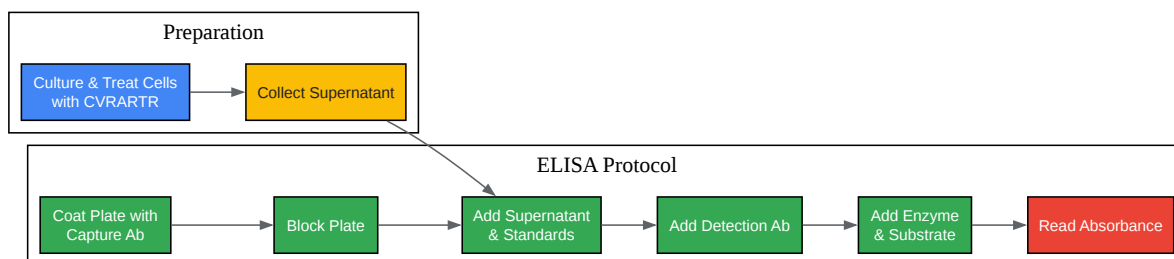 Preparation
Culture & Treat Cells
with CVRARTR
Collect Supernatant
ELISA Protocol
Coat Plate with
Capture Ab
Block Plate
Add Supernatant
& Standards
Add Detection Ab
Add Enzyme
& Substrate
Read Absorbance